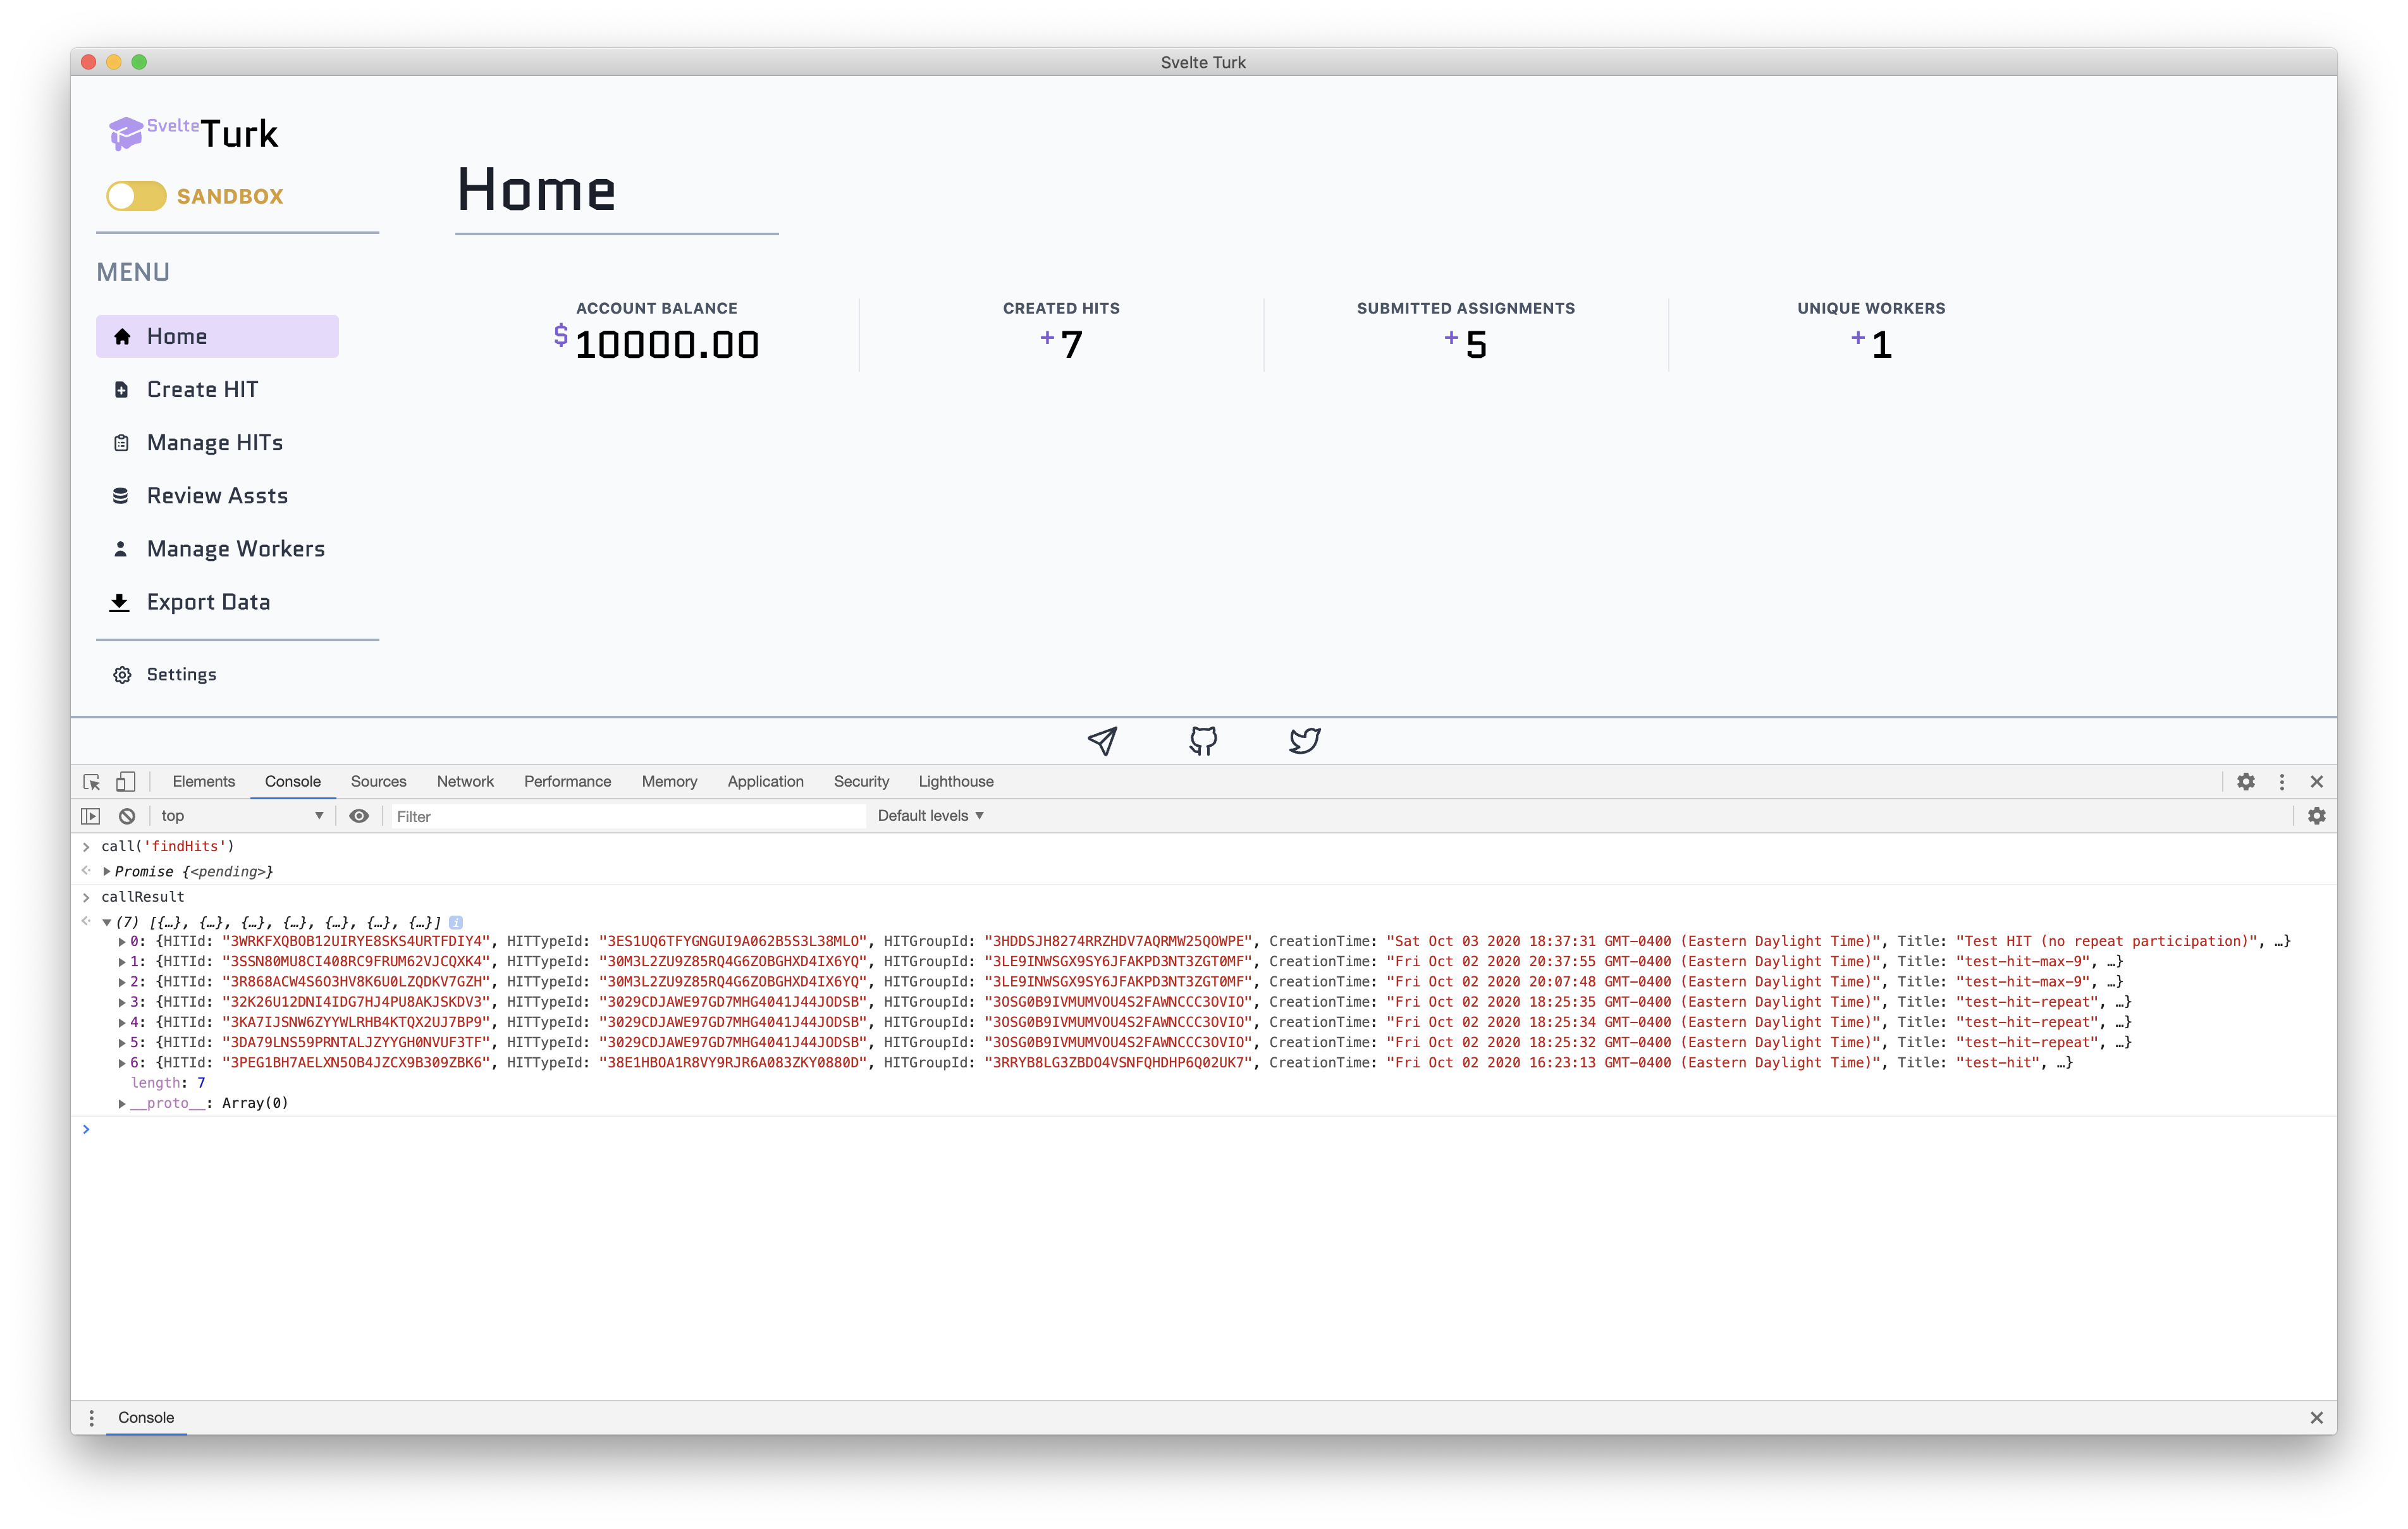 Svelte Turk
SvelteTurk
SANDBOX
MENU
Home
Create HIT
Manage HITs
Review Assts
Manage Workers
Export Data
Settings
Home
ACCOUNT BALANCE
$ 10000.00
CREATED HITS
+ 7
SUBMITTED ASSIGNMENTS
+ 5
UNIQUE WORKERS
+ 1
Elements Console Sources Network Performance Memory Application Security Lighthouse
top Filter Default levels
call('findHits')
Promise {<pending>}
callResult
(7) [{…}, {…}, {…}, {…}, {…}, {…}, {…}]
0: {HITId: "3WRKFXQBOB12UIRYE8SKS4URTFDIY4", HITTypeId: "3ES1UQ6TFYGNGUI9A062B5S3L38MLO", HITGroupId: "3HDDSJH8274RRZHDV7AQRMW25QOWPE", CreationTime: "Sat Oct 03 2020 18:37:31 GMT-0400 (Eastern Daylight Time)", Title: "Test HIT (no repeat participation)", …}
1: {HITId: "3SSN80MU8CI408RC9FRUM62VJCQXK4", HITTypeId: "30M3L2ZU9Z85RQ4G6ZOBGHXD4IX6YQ", HITGroupId: "3LE9INWSGX9SY6JFAKPD3NT3ZGT0MF", CreationTime: "Fri Oct 02 2020 20:37:55 GMT-0400 (Eastern Daylight Time)", Title: "test-hit-max-9", …}
2: {HITId: "3R868ACW4S6O3HV8K6U0LZQDKV7GZH", HITTypeId: "30M3L2ZU9Z85RQ4G6ZOBGHXD4IX6YQ", HITGroupId: "3LE9INWSGX9SY6JFAKPD3NT3ZGT0MF", CreationTime: "Fri Oct 02 2020 20:07:48 GMT-0400 (Eastern Daylight Time)", Title: "test-hit-max-9", …}
3: {HITId: "32K26U12DNI4IDG7HJ4PU8AKJSKDV3", HITTypeId: "3029CDJAWE97GD7MHG4041J44JODSB", HITGroupId: "3OSG0B9IVMUMVOU4S2FAWNCCC3OVIO", CreationTime: "Fri Oct 02 2020 18:25:35 GMT-0400 (Eastern Daylight Time)", Title: "test-hit-repeat", …}
4: {HITId: "3KA7IJSNW6ZYYWLRHB4KTQX2UJ7BP9", HITTypeId: "3029CDJAWE97GD7MHG4041J44JODSB", HITGroupId: "3OSG0B9IVMUMVOU4S2FAWNCCC3OVIO", CreationTime: "Fri Oct 02 2020 18:25:34 GMT-0400 (Eastern Daylight Time)", Title: "test-hit-repeat", …}
5: {HITId: "3DA79LNS59PRNTALJZYYGH0NVUF3TF", HITTypeId: "3029CDJAWE97GD7MHG4041J44JODSB", HITGroupId: "3OSG0B9IVMUMVOU4S2FAWNCCC3OVIO", CreationTime: "Fri Oct 02 2020 18:25:32 GMT-0400 (Eastern Daylight Time)", Title: "test-hit-repeat", …}
6: {HITId: "3PEG1BH7AELXN5OB4JZCX9B309ZBK6", HITTypeId: "38E1HBOA1R8VY9RJR6A083ZKY0880D", HITGroupId: "3RRYB8LG3ZBDO4VSNFQHDHP6Q02UK7", CreationTime: "Fri Oct 02 2020 16:23:13 GMT-0400 (Eastern Daylight Time)", Title: "test-hit", …}
length: 7
__proto__: Array(0)
Console